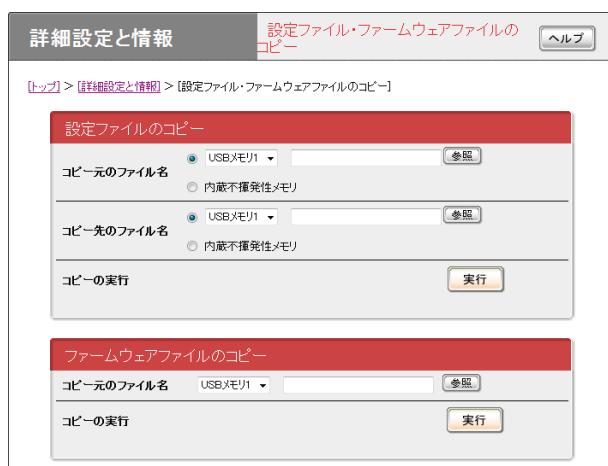 詳細設定と情報
設定ファイル・ファームウェアファイルの
コピー
ヘルプ
[トップ] > [詳細設定と情報] > [設定ファイル・ファームウェアファイルのコピー]
設定ファイルのコピー
コピー元のファイル名
USBメモリ1
参照
内蔵不揮発性メモリ
コピー先のファイル名
USBメモリ1
参照
内蔵不揮発性メモリ
コピーの実行
実行
ファームウェアファイルのコピー
コピー元のファイル名
USBメモリ1
参照
コピーの実行
実行